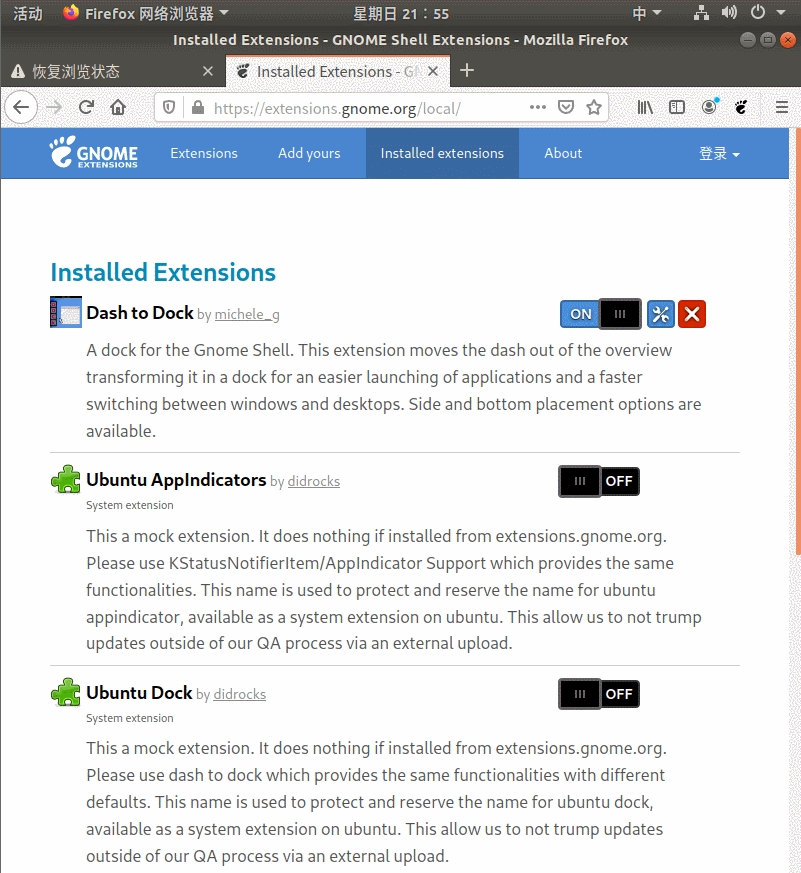 活动 Firefox 网络浏览器 星期日 21:55 中
Installed Extensions - GNOME Shell Extensions - Mozilla Firefox
恢复浏览状态 Installed Extensions - GN
https://extensions.gnome.org/local/
GNOME EXTENSIONS Extensions Add yours Installed extensions About 登录
Installed Extensions
Dash to Dock by michele_g ON
A dock for the Gnome Shell. This extension moves the dash out of the overview
transforming it in a dock for an easier launching of applications and a faster
switching between windows and desktops. Side and bottom placement options are
available.
Ubuntu AppIndicators by didrocks OFF
System extension
This a mock extension. It does nothing if installed from extensions.gnome.org.
Please use KStatusNotifierItem/AppIndicator Support which provides the same
functionalities. This name is used to protect and reserve the name for ubuntu
appindicator, available as a system extension on ubuntu. This allow us to not trump
updates outside of our QA process via an external upload.
Ubuntu Dock by didrocks OFF
System extension
This a mock extension. It does nothing if installed from extensions.gnome.org.
Please use dash to dock which provides the same functionalities with different
defaults. This name is used to protect and reserve the name for ubuntu dock,
available as a system extension on ubuntu. This allow us to not trump updates
outside of our QA process via an external upload.